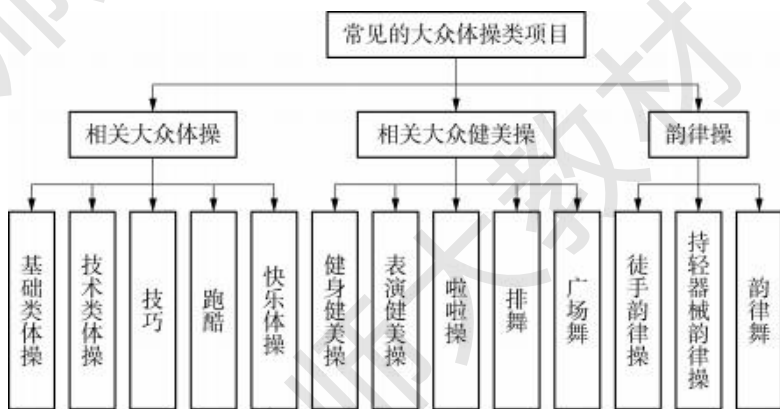 常见的大众体操类项目
相关大众体操
相关大众健美操
韵律操
基础类体操
技术类体操
技巧
跑酷
快乐体操
健身健美操
表演健美操
啦啦操
排舞
广场舞
徒手韵律操
持轻器械韵律操
韵律舞
师大教材